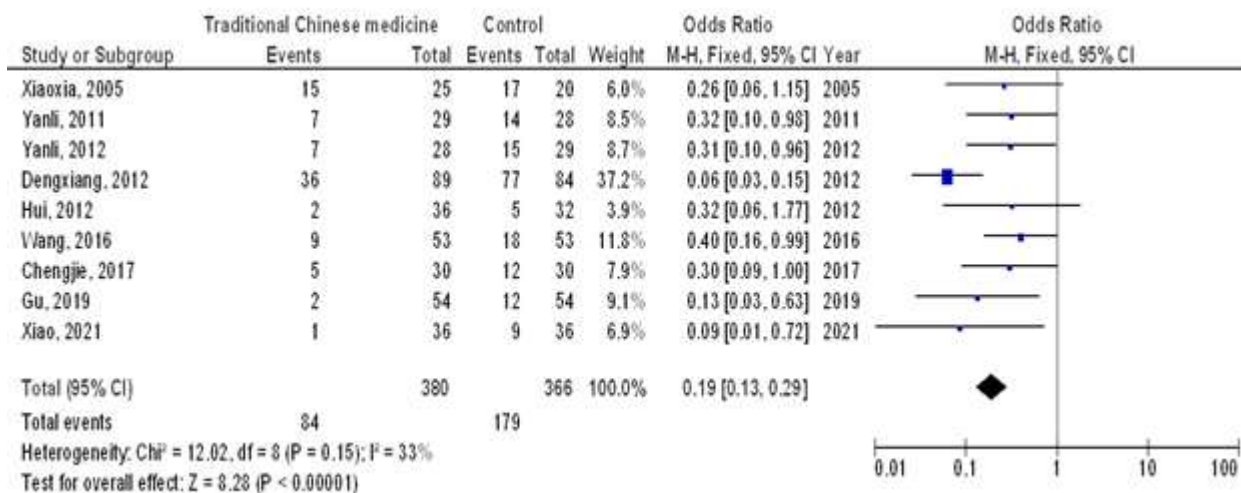 Traditional Chinese medicine Control Odds Ratio Odds Ratio
Study or Subgroup Events Total Events Total Weight M-H, Fixed, 95% CI Year M-H, Fixed, 95% CI
Xiaoxia, 2005 15 25 17 20 6.0% 0.26 [0.06, 1.15] 2005
Yanli, 2011 7 29 14 28 8.5% 0.32 [0.10, 0.98] 2011
Yanli, 2012 7 28 15 29 8.7% 0.31 [0.10, 0.96] 2012
Dengxiang, 2012 36 89 77 84 37.2% 0.06 [0.03, 0.15] 2012
Hui, 2012 2 36 5 32 3.9% 0.32 [0.06, 1.77] 2012
Wang, 2016 9 53 18 53 11.8% 0.40 [0.16, 0.99] 2016
Chengjie, 2017 5 30 12 30 7.9% 0.30 [0.09, 1.00] 2017
Gu, 2019 2 54 12 54 9.1% 0.13 [0.03, 0.63] 2019
Xiao, 2021 1 36 9 36 6.9% 0.09 [0.01, 0.72] 2021
Total (95% CI) 380 366 100.0% 0.19 [0.13, 0.29]
Total events 84 179
Heterogeneity: Chi² = 12.02, df = 8 (P = 0.15); I² = 33%
Test for overall effect: Z = 8.28 (P < 0.00001)
0.01 0.1 1 10 100